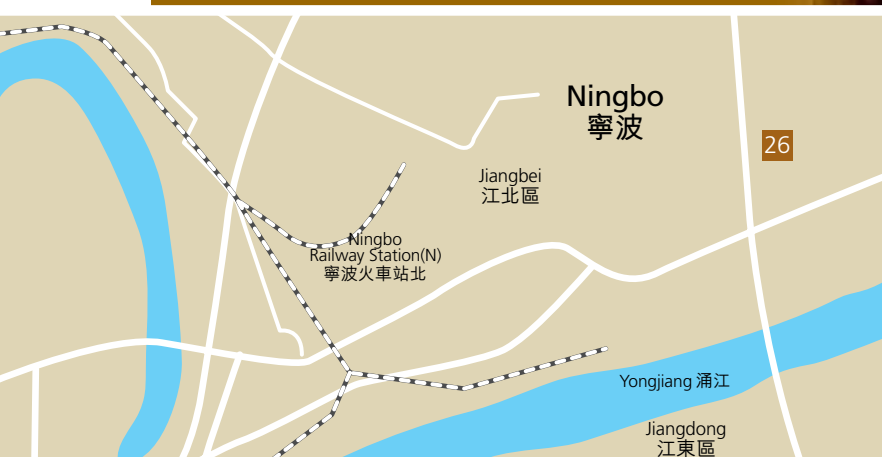 Ningbo
寧波
26
Jiangbei
江北區
Ningbo
Railway Station(N)
寧波火車站北
Yongjiang 涌江
Jiangdong
江東區